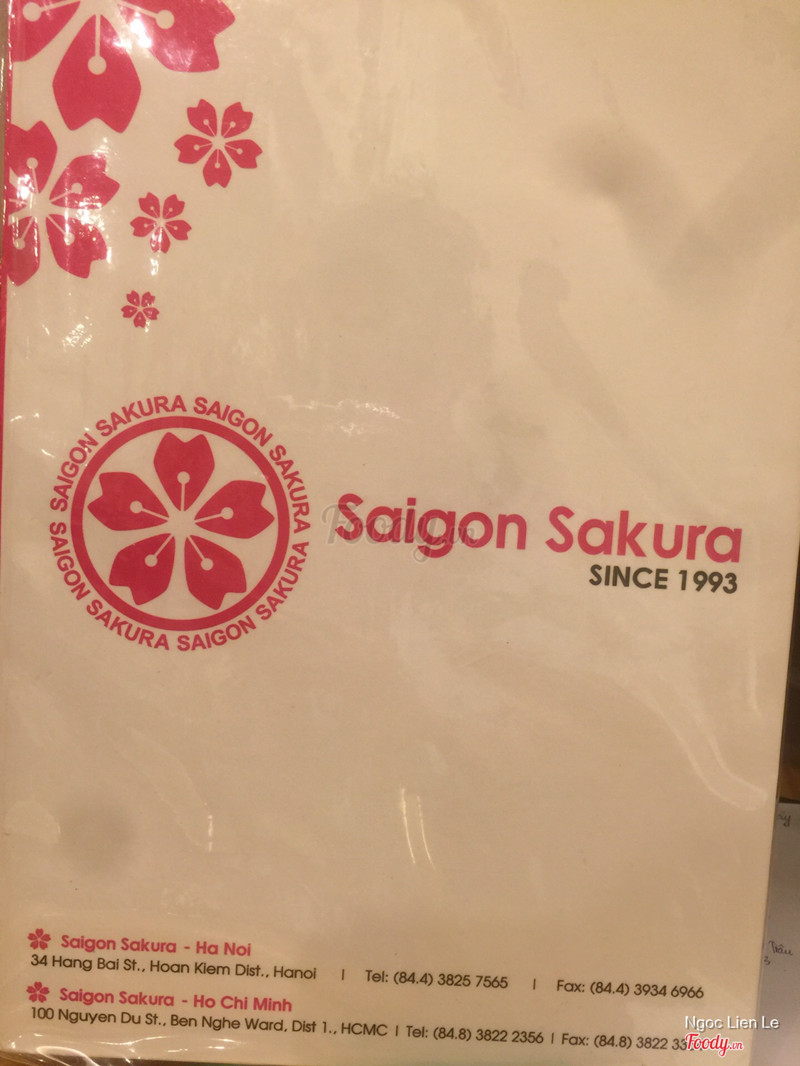 SAIGON SAKURA SAIGON SAKURA
SAIGON SAKURA SAIGON SAKURA
Saigon Sakura
SINCE 1993
Foody.vn
Saigon Sakura - Ha Noi
34 Hang Bai St., Hoan Kiem Dist., Hanoi | Tel: (84.4) 3825 7565 | Fax: (84.4) 3934 6966
Saigon Sakura - Ho Chi Minh
100 Nguyen Du St., Ben Nghe Ward, Dist 1., HCMC | Tel: (84.8) 3822 2356 | Fax: (84.8) 3822
Ngoc Lien Le
Foody.vn